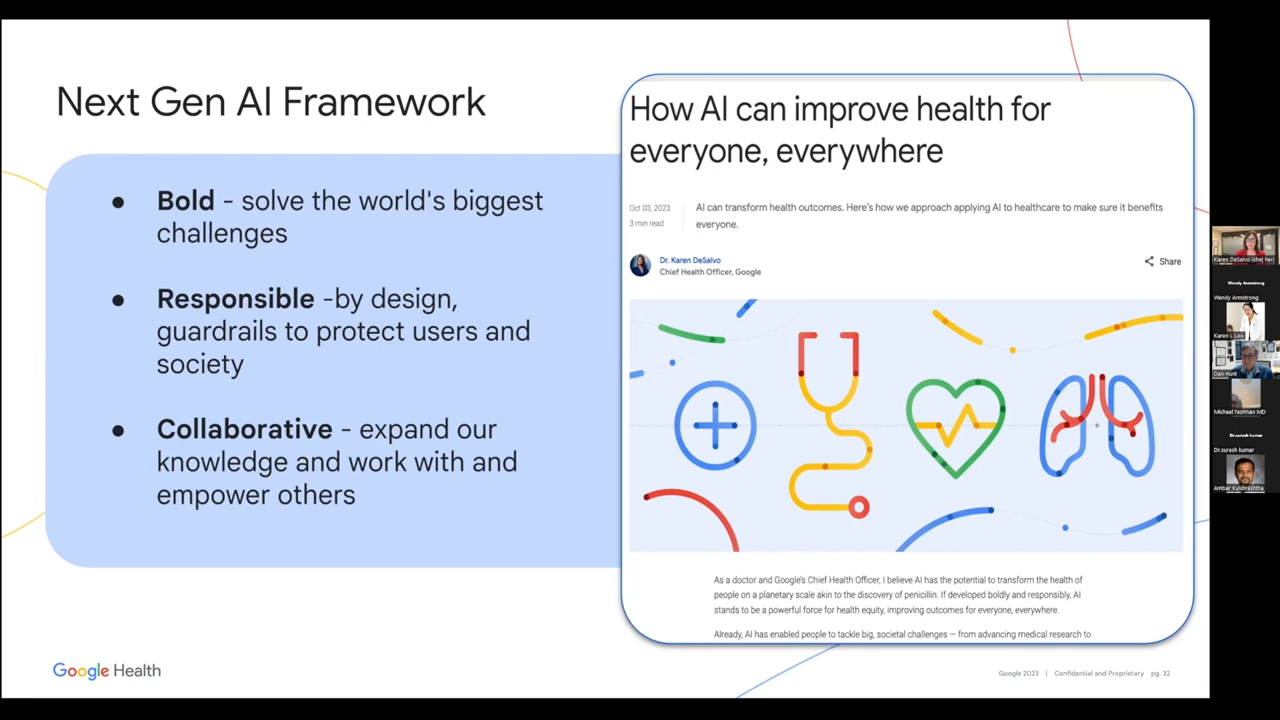 Next Gen AI Framework
● Bold - solve the world's biggest
challenges
● Responsible -by design,
guardrails to protect users and
society
● Collaborative - expand our
knowledge and work with and
empower others
How AI can improve health for
everyone, everywhere
Oct 03, 2023
3 min read
AI can transform health outcomes. Here's how we approach applying AI to healthcare to make sure it benefits
everyone.
Dr. Karen DeSalvo
Chief Health Officer, Google
Share
As a doctor and Google's Chief Health Officer, I believe AI has the potential to transform the health of
people on a planetary scale akin to the discovery of penicillin. If developed boldly and responsibly, AI
stands to be a powerful force for health equity, improving outcomes for everyone, everywhere.
Already, AI has enabled people to tackle big, societal challenges — from advancing medical research to
Google Health
Google 2023 | Confidential and Proprietary pg. 32
Karen DeSalvo (she/her)
Wendy Armstrong
Wendy Armstrong
Karen L Law
Dan Hunt
Michael Norman MD
Dr.suresh kumar
Dr.suresh kumar
Ambar Kulshreshtha